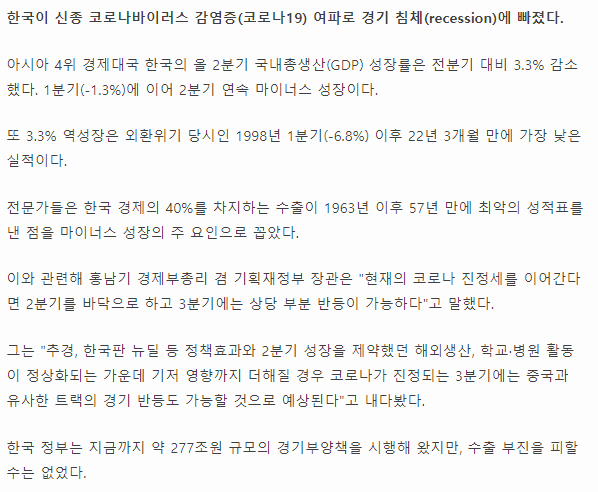 한국이 신종 코로나바이러스 감염증(코로나19) 여파로 경기 침체(recession)에 빠졌다.
아시아 4위 경제대국 한국의 올 2분기 국내총생산(GDP) 성장률은 전분기 대비 3.3% 감소
했다. 1분기(-1.3%)에 이어 2분기 연속 마이너스 성장이다.
또 3.3% 역성장은 외환위기 당시인 1998년 1분기(-6.8%) 이후 22년 3개월 만에 가장 낮은
실적이다.
전문가들은 한국 경제의 40%를 차지하는 수출이 1963년 이후 57년 만에 최악의 성적표를
낸 점을 마이너스 성장의 주 요인으로 꼽았다.
이와 관련해 홍남기 경제부총리 겸 기획재정부 장관은 "현재의 코로나 진정세를 이어간다
면 2분기를 바닥으로 하고 3분기에는 상당 부분 반등이 가능하다"고 말했다.
그는 "추경, 한국판 뉴딜 등 정책효과와 2분기 성장을 제약했던 해외생산, 학교·병원 활동
이 정상화되는 가운데 기저 영향까지 더해질 경우 코로나가 진정되는 3분기에는 중국과
유사한 트랙의 경기 반등도 가능할 것으로 예상된다"고 내다봤다.
한국 정부는 지금까지 약 277조원 규모의 경기부양책을 시행해 왔지만, 수출 부진을 피할
수는 없었다.